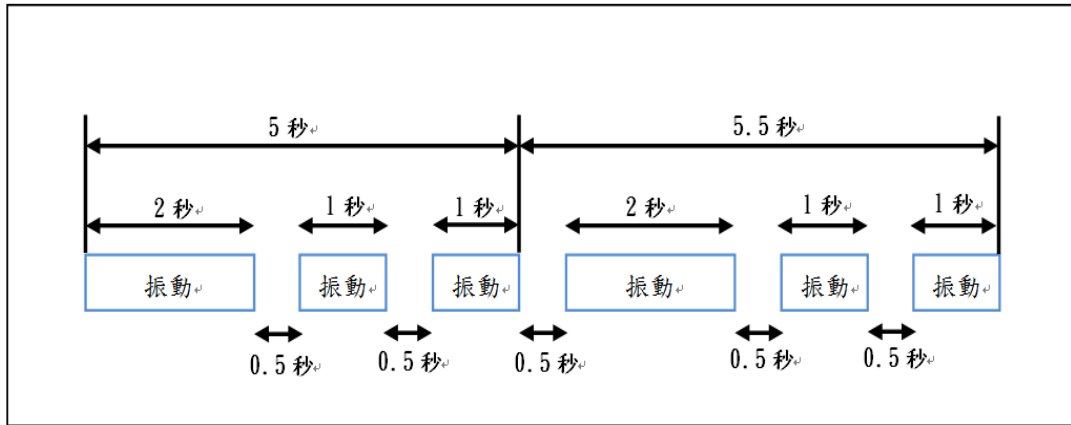 5 秒 5.5 秒
2 秒 1 秒 1 秒 2 秒 1 秒 1 秒
振動 振動 振動 振動 振動 振動
0.5 秒 0.5 秒 0.5 秒 0.5 秒 0.5 秒